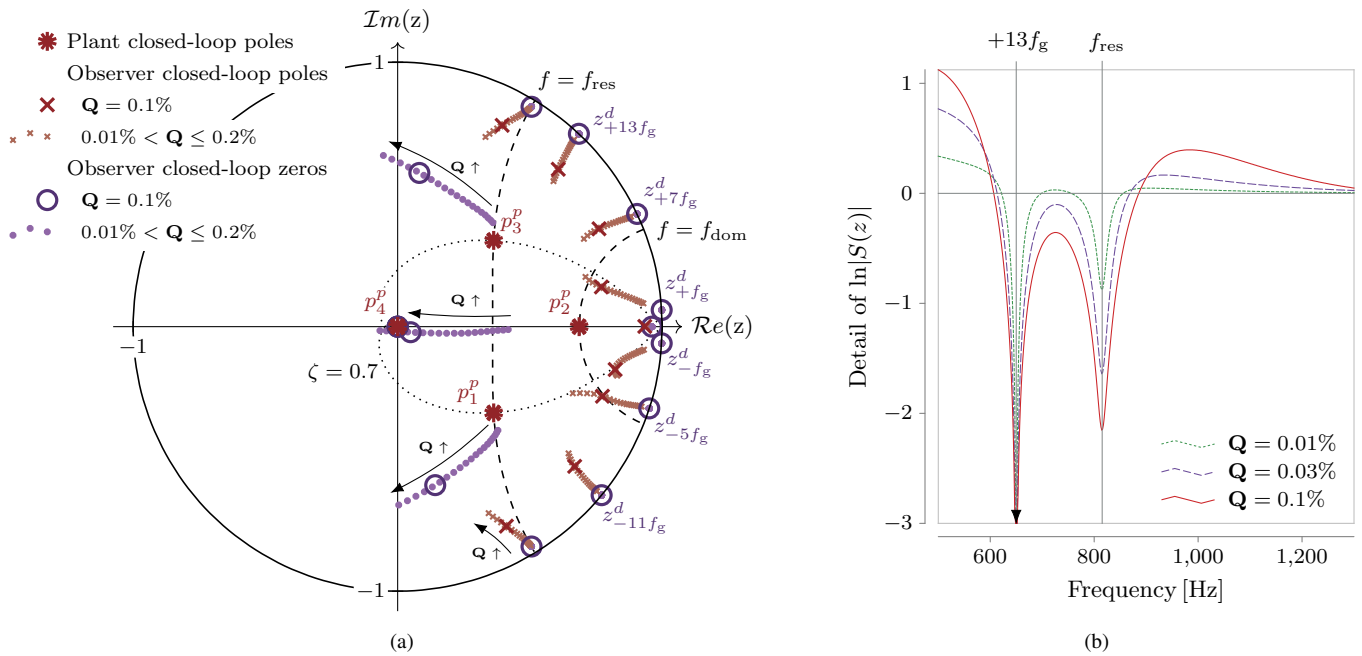 Im(z)
Plant closed-loop poles
Observer closed-loop poles
Q = 0.1%
0.01% < Q ≤ 0.2%
Observer closed-loop zeros
Q = 0.1%
0.01% < Q ≤ 0.2%
1
f = f_res
z^d_{+13f_g}
Q ↑
z^d_{+7f_g}
p^p_3
f = f_dom
z^d_{+f_g}
p^p_4
Q ↑
p^p_2
Re(z)
−1
z^d_{−f_g}
ζ = 0.7
p^p_1
z^d_{−5f_g}
Q ↑
z^d_{−11f_g}
Q ↑
−1
(a)
+13f_g
f_res
1
0
−1
−2
−3
Detail of ln|S(z)|
Q = 0.01%
Q = 0.03%
Q = 0.1%
600
800
1,000
1,200
Frequency [Hz]
(b)